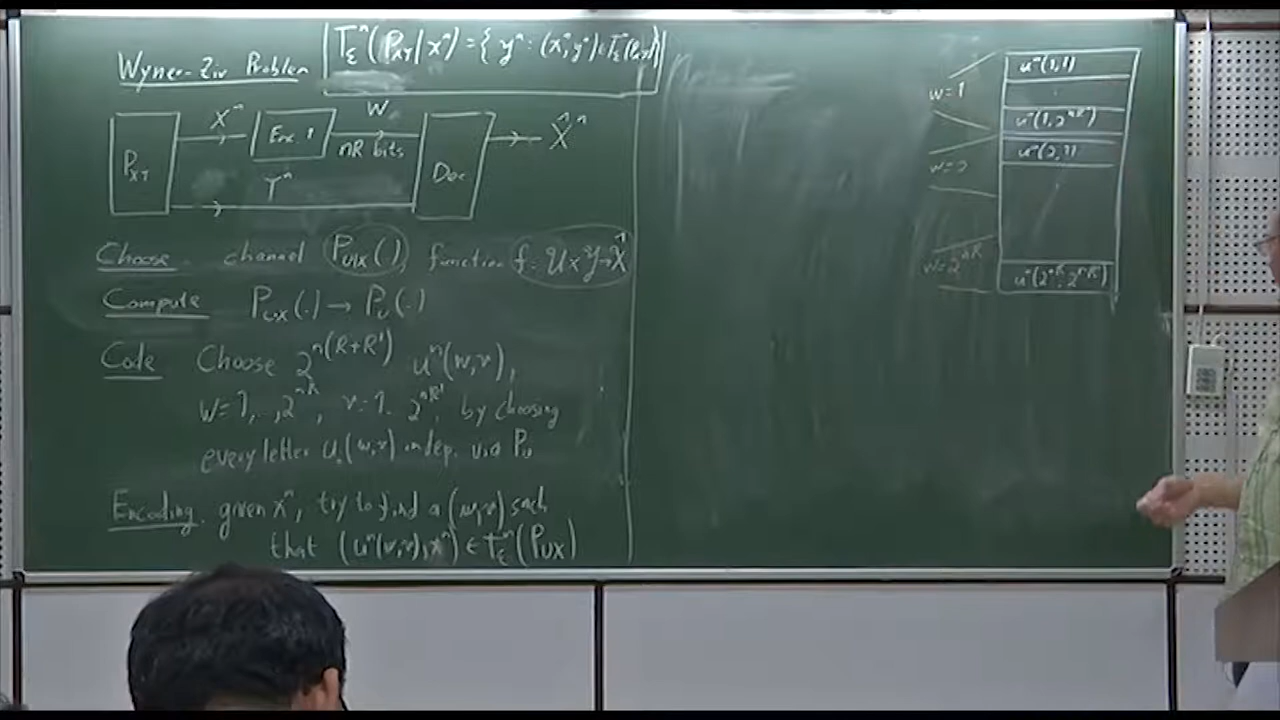 Wyner-Ziv Problem
T_ε^n(P_XY|x^n) = { y^n : (x^n, y^n) ∈ T_ε^n(P_XY)}
X^n
W
P_XY
Enc. 1
nR bits
Dec
X̂^n
Y^n
Choose channel P_U|X(.), function f: U×Y→X̂
Compute P_UX(.) → P_U(.)
Code Choose 2^{n(R+R')} u^n(w,v),
w=1,..,2^{nR}, v=1.. 2^{nR'}, by choosing
every letter u_i(w,v) indep. via P_U
Encoding. given x^n, try to find a (w,v) such
that (u^n(w,v), x^n) ∈ T_ε^n(P_UX)
w=1
u^n(1,1)
u^n(1,2^{nR'})
w=2
u^n(2,1)
w=2^{nR}
u^n(2^{nR}, 2^{nR'})